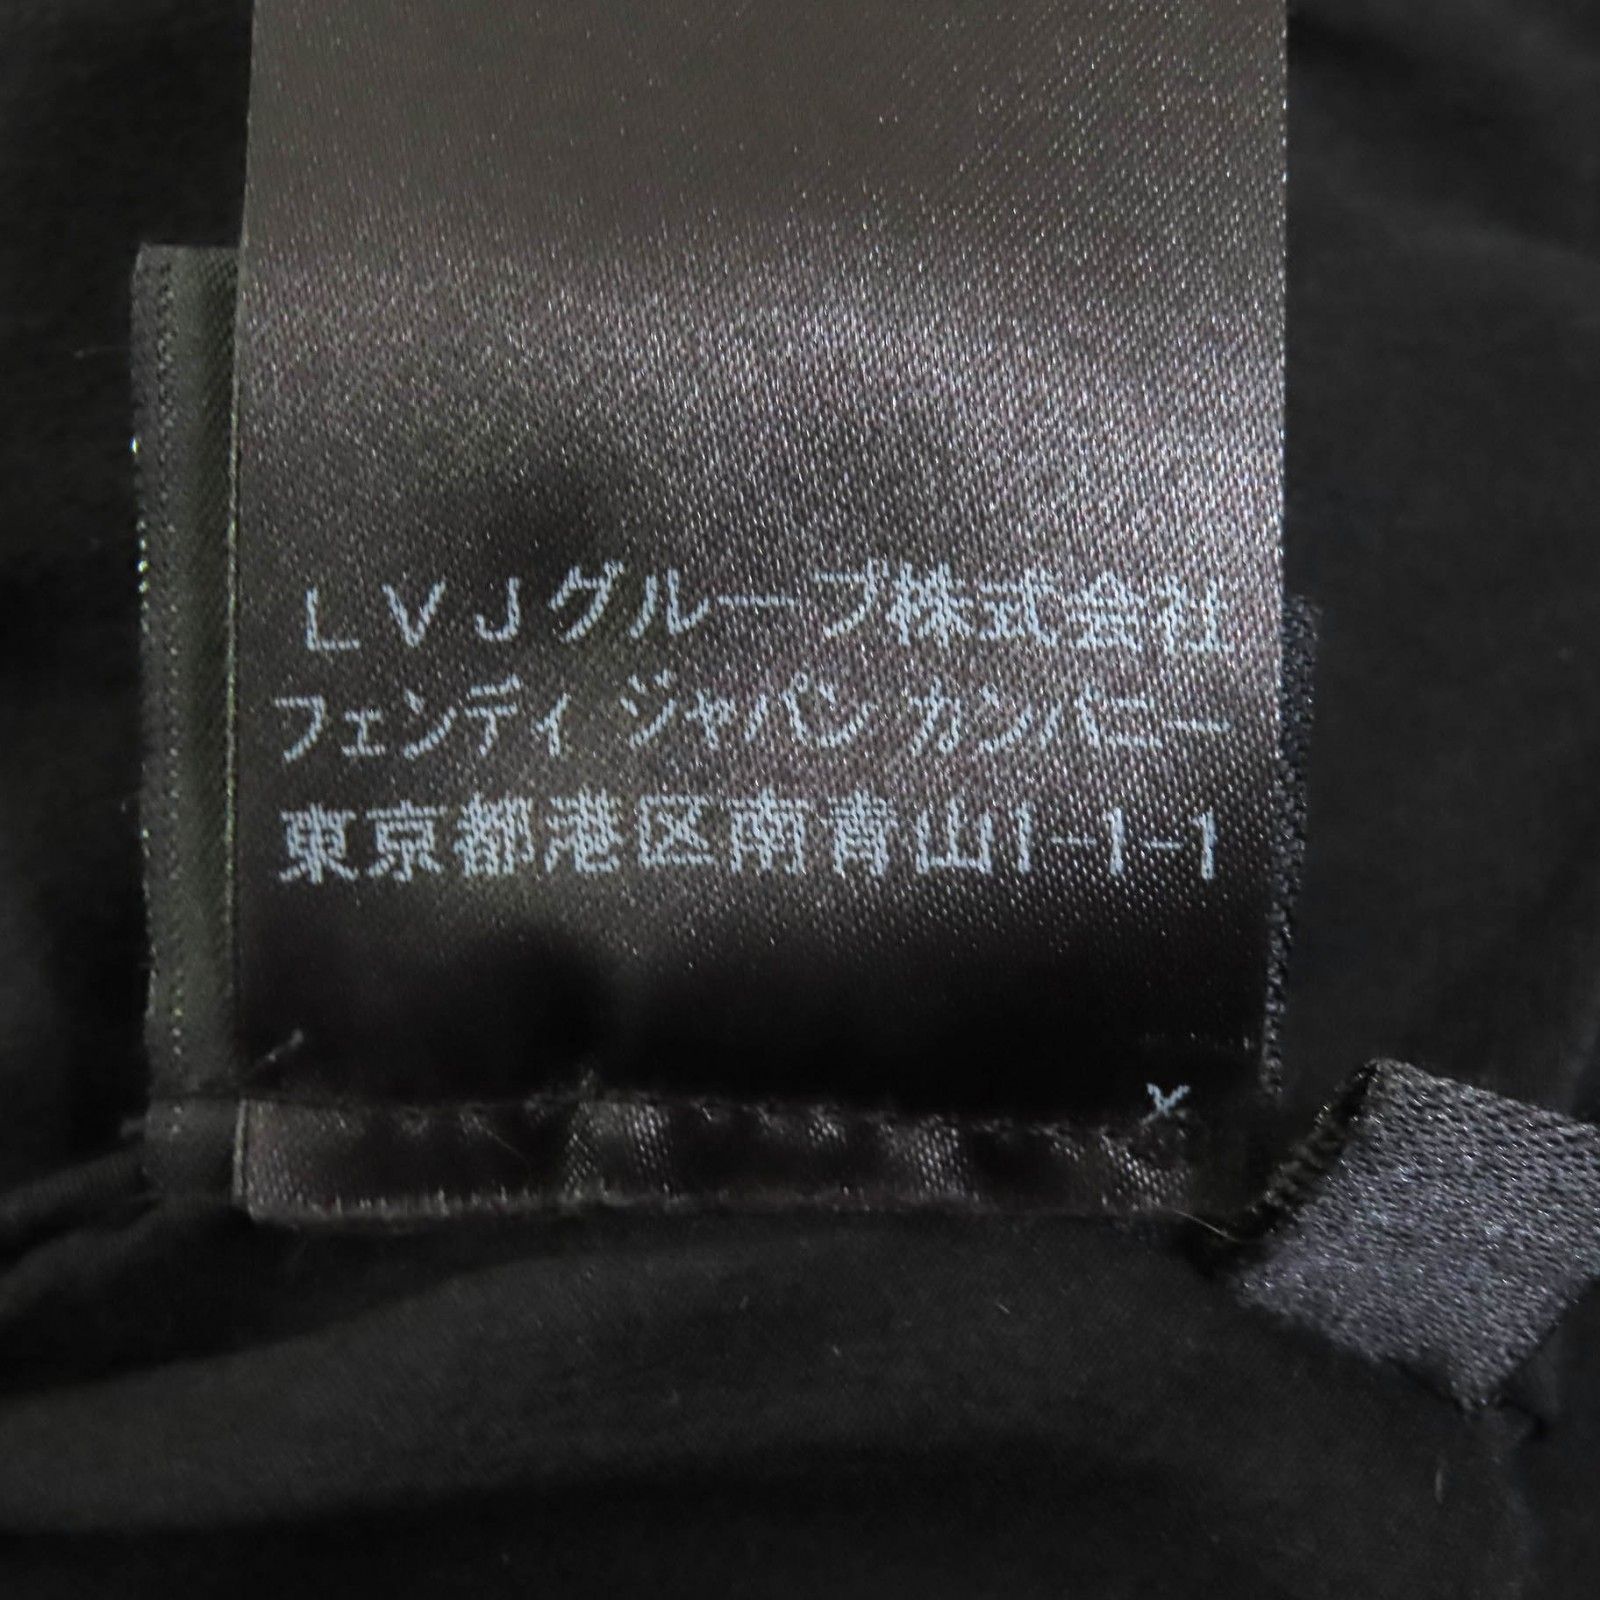 LVJグループ株式会社
フェンディ ジャパン カンパニー
東京都港区南青山1-1-1